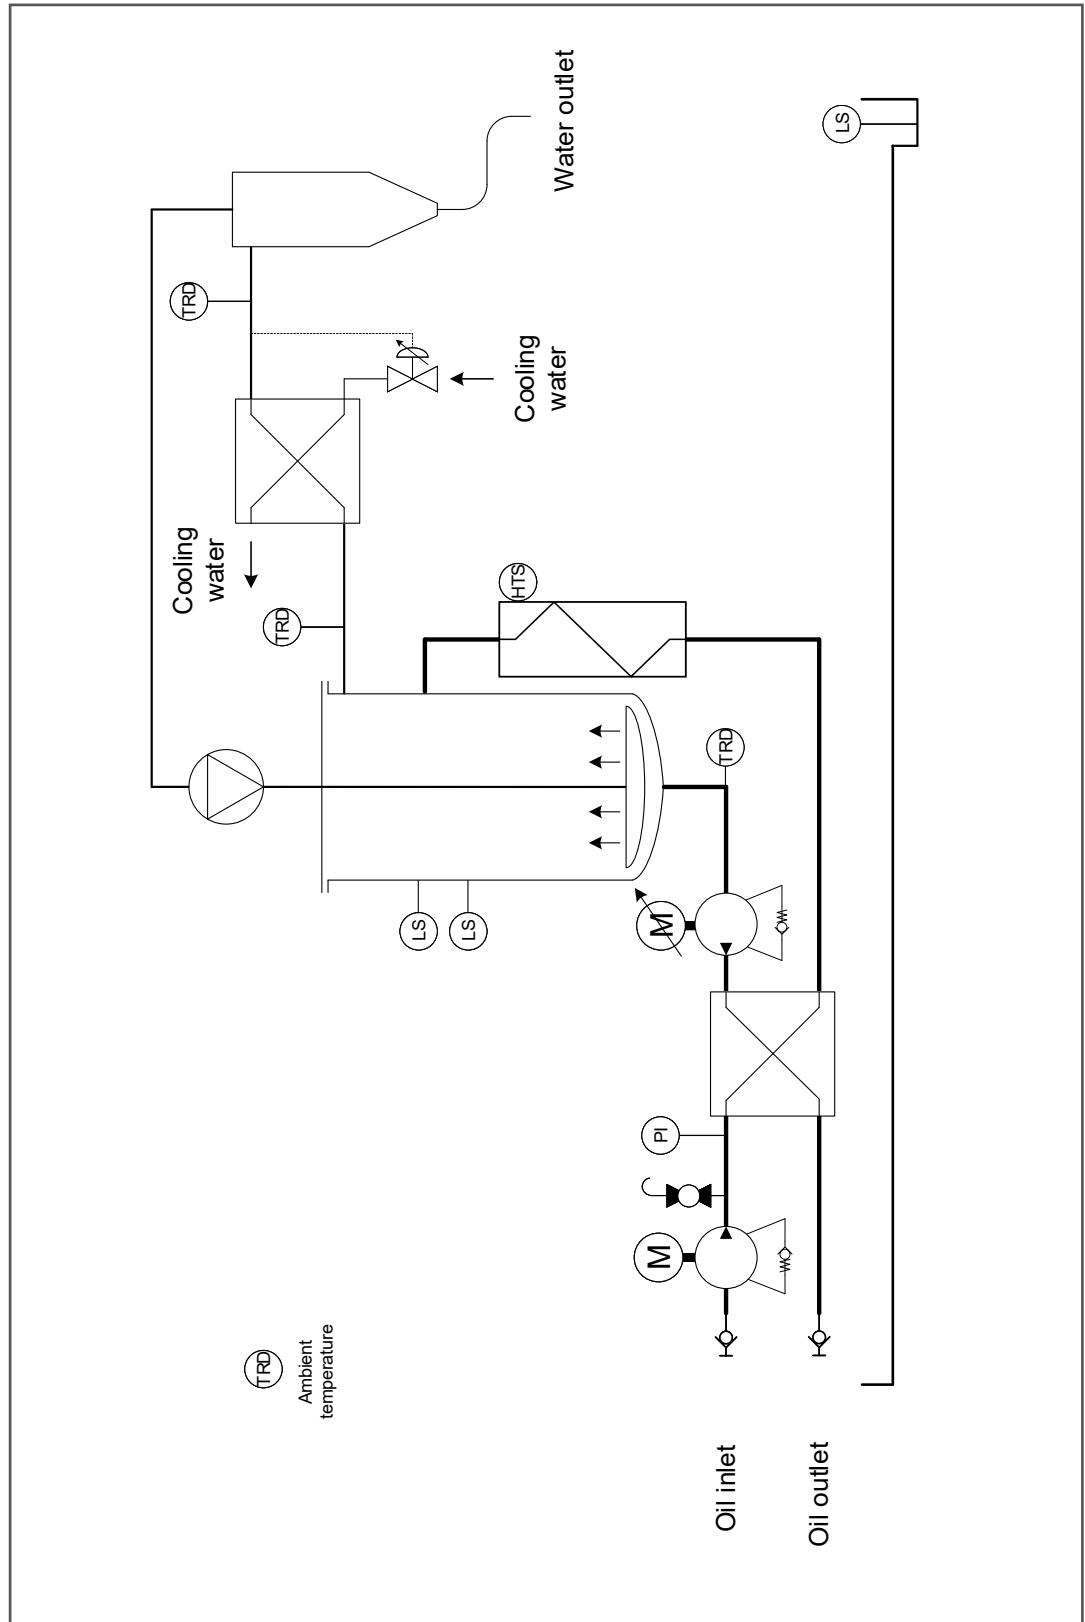 TRD
Cooling
water
TRD
TRD
Ambient
temperature
LS
LS
HTS
Cooling
water
Water outlet
M
PI
M
TRD
Oil inlet
Oil outlet
LS